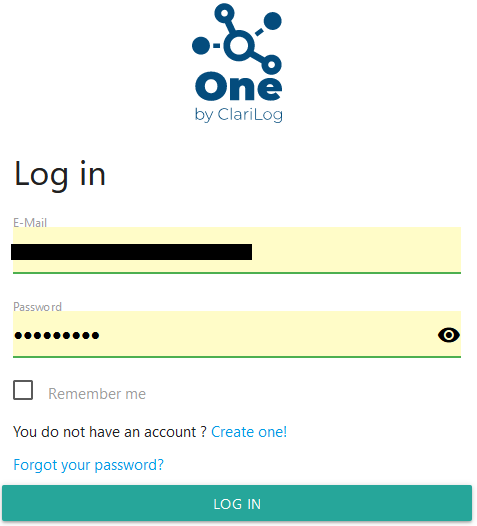 One
by ClariLog
Log in
E-Mail
Password
•••••••••
Remember me
You do not have an account ? Create one!
Forgot your password?
LOG IN